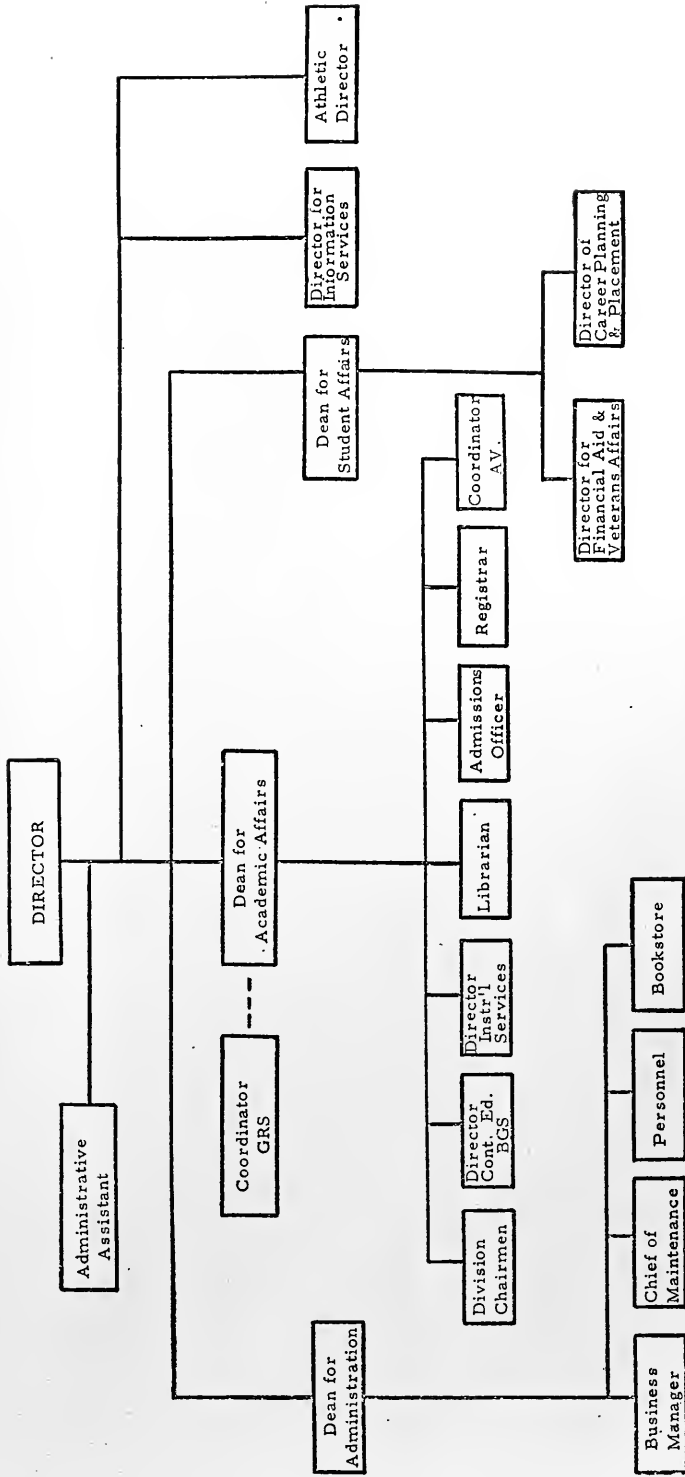 DIRECTOR
Administrative
Assistant
Athletic
Director
Director for
Information
Services
Dean for
Student Affairs
Dean for
Academic Affairs
Coordinator
GRS
Dean for
Administration
Division
Chairmen
Director
Cont. Ed.
BGS
Director
Instr'l
Services
Librarian
Admissions
Officer
Registrar
Coordinator
A.V.
Director for
Financial Aid &
Veterans Affairs
Director of
Career Planning
& Placement
Business
Manager
Chief of
Maintenance
Personnel
Bookstore